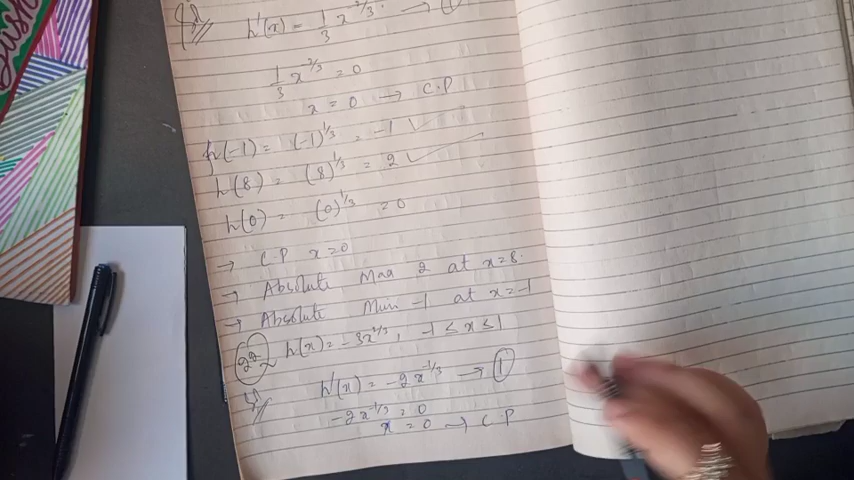 h'(x) = 1/3 x^-2/3 → ①
1/3 x^-2/3 = 0
x = 0 → C.P
h(-1) = (-1)^1/3 = -1 ✓
h(8) = (8)^1/3 = 2 ✓
h(0) = (0)^1/3 = 0
→ C.P x=0
→ Absolute Max 2 at x=8.
→ Absolute Min -1 at x=-1
h(x) = -3x^2/3, -1 ≤ x ≤ 1
h'(x) = -2x^-1/3 → ①
-2x^-1/3 = 0
x = 0 → C.P